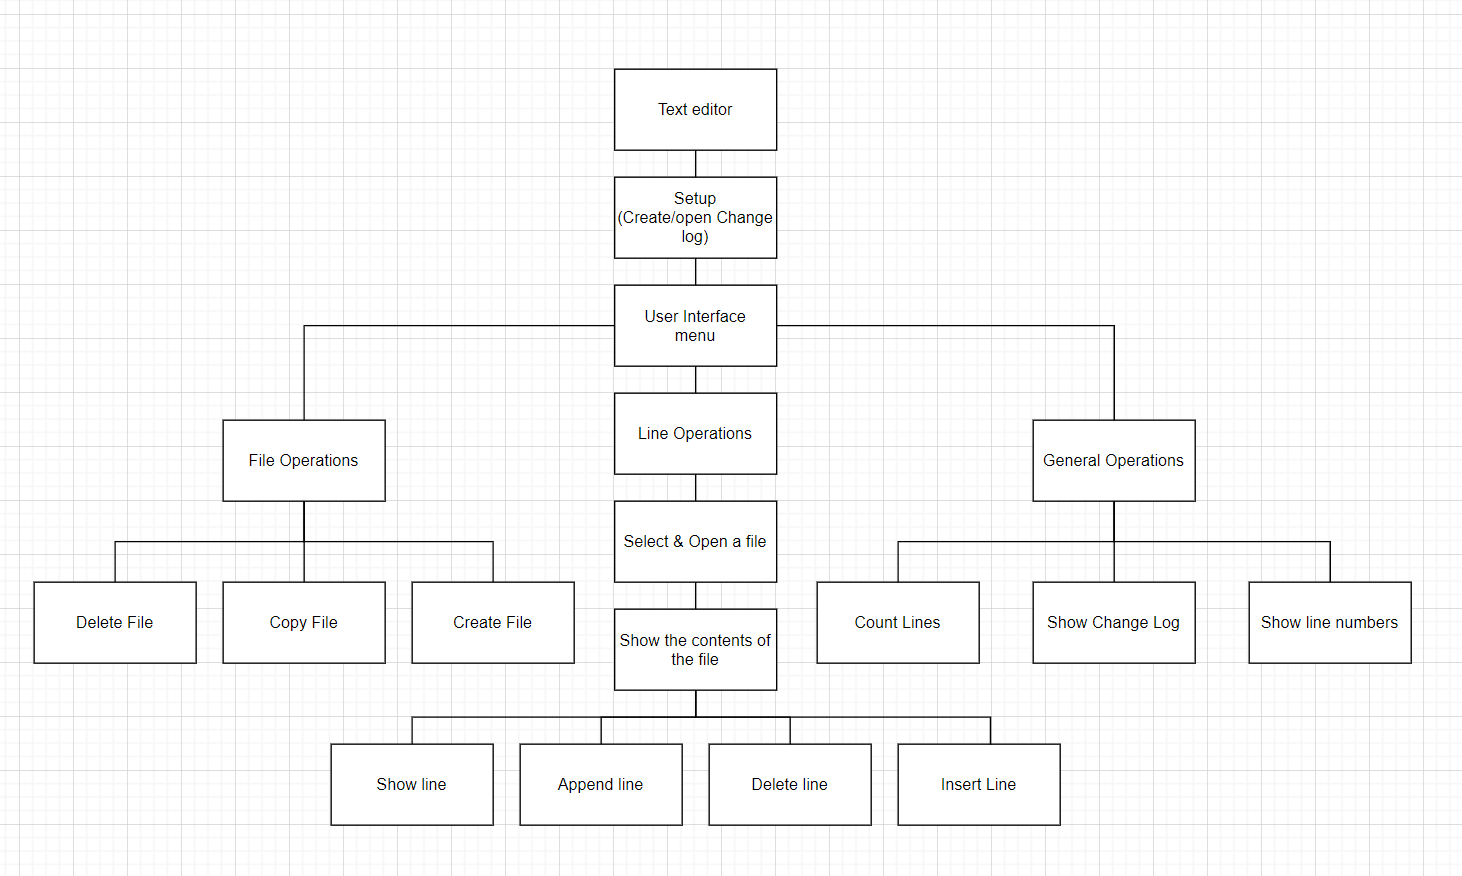 Text editor
Setup
(Create/open Change
log)
User Interface
menu
Line Operations
File Operations
General Operations
Select & Open a file
Delete File
Copy File
Create File
Show the contents of
the file
Count Lines
Show Change Log
Show line numbers
Show line
Append line
Delete line
Insert Line